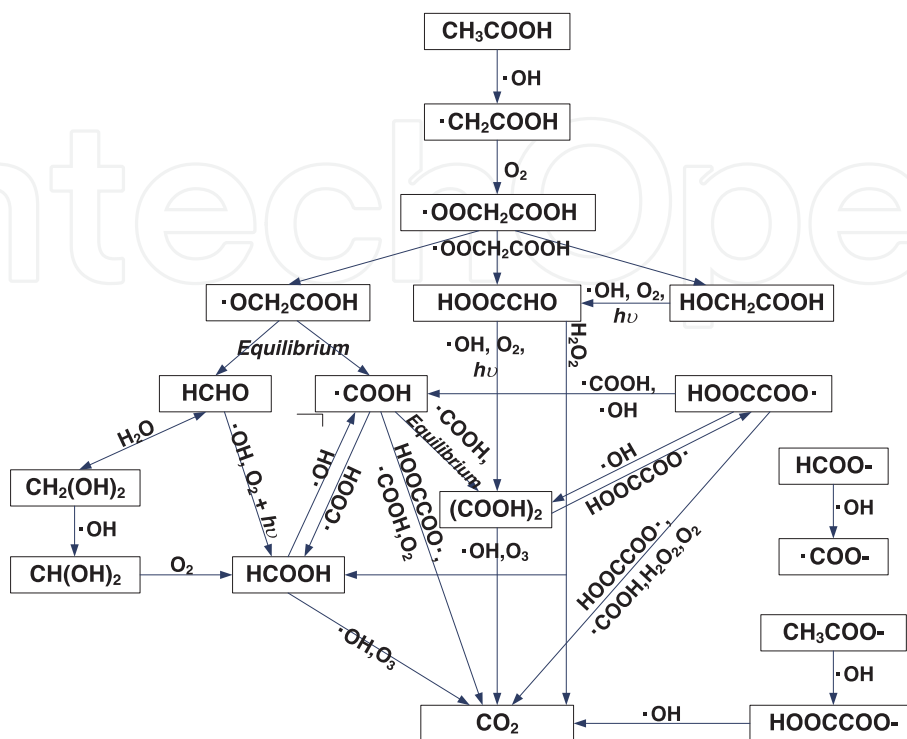 CH₃COOH
·OH
·CH₂COOH
O₂
·OOCH₂COOH
·OOCH₂COOH
·OCH₂COOH
HOOCCHO
·OH, O₂,
hυ
HOCH₂COOH
Equilibrium
·OH, O₂,
hυ
H₂O₂
HCHO
·COOH
·COOH,
·OH
HOOCCOO·
H₂O
·OH, O₂ + hυ
·OH
·COOH
HOOCCOO·,
·COOH,O₂
·COOH,
Equilibrium
·OH
HOOCCOO·
CH₂(OH)₂
(COOH)₂
HCOO-
·OH
·OH
·OH,O₃
HOOCCOO·,
·COOH,H₂O₂,O₂
·COO-
CH(OH)₂
O₂
HCOOH
·OH,O₃
CH₃COO-
·OH
CO₂
·OH
HOOCCOO-
ntechOpe